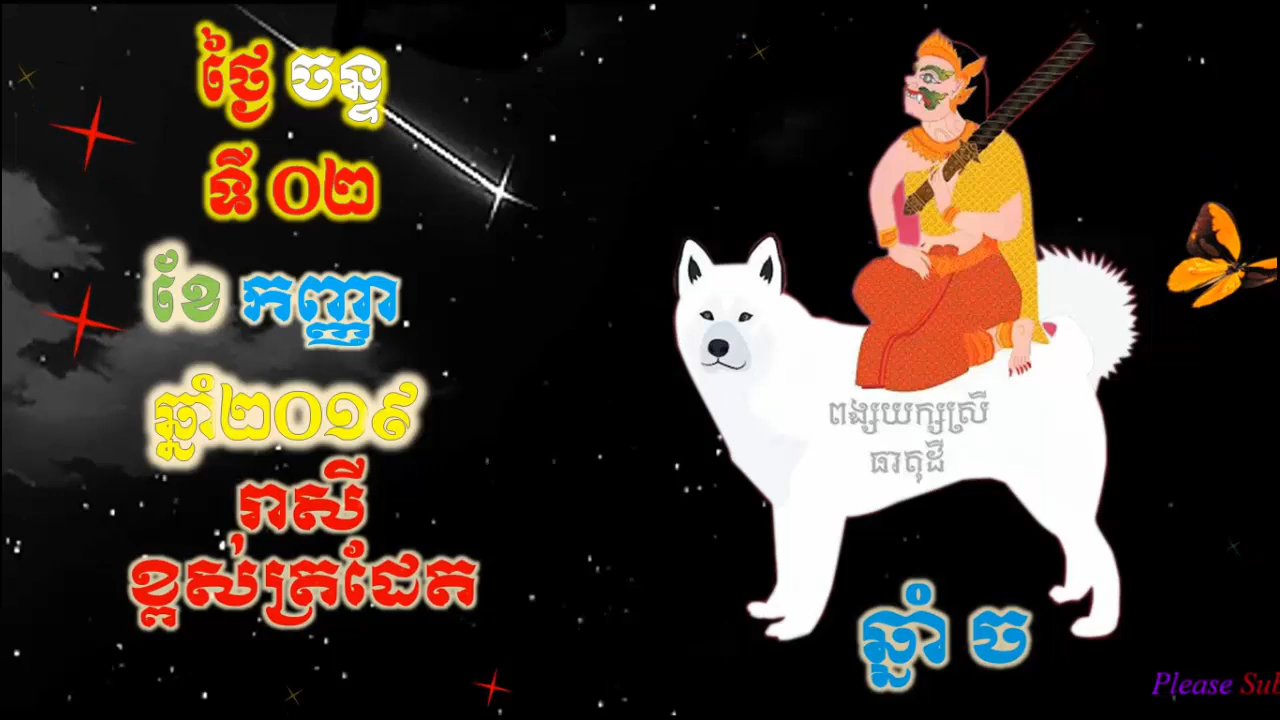 ថ្ងៃ ចន្ទ
ទី ០២
ខែ កញ្ញា
ឆ្នាំ២០១៩
រាសី
ខ្ពស់ត្រដែត
ពង្សយក្សស្រី
ធាតុដី
ឆ្នាំ ច
Please Sub